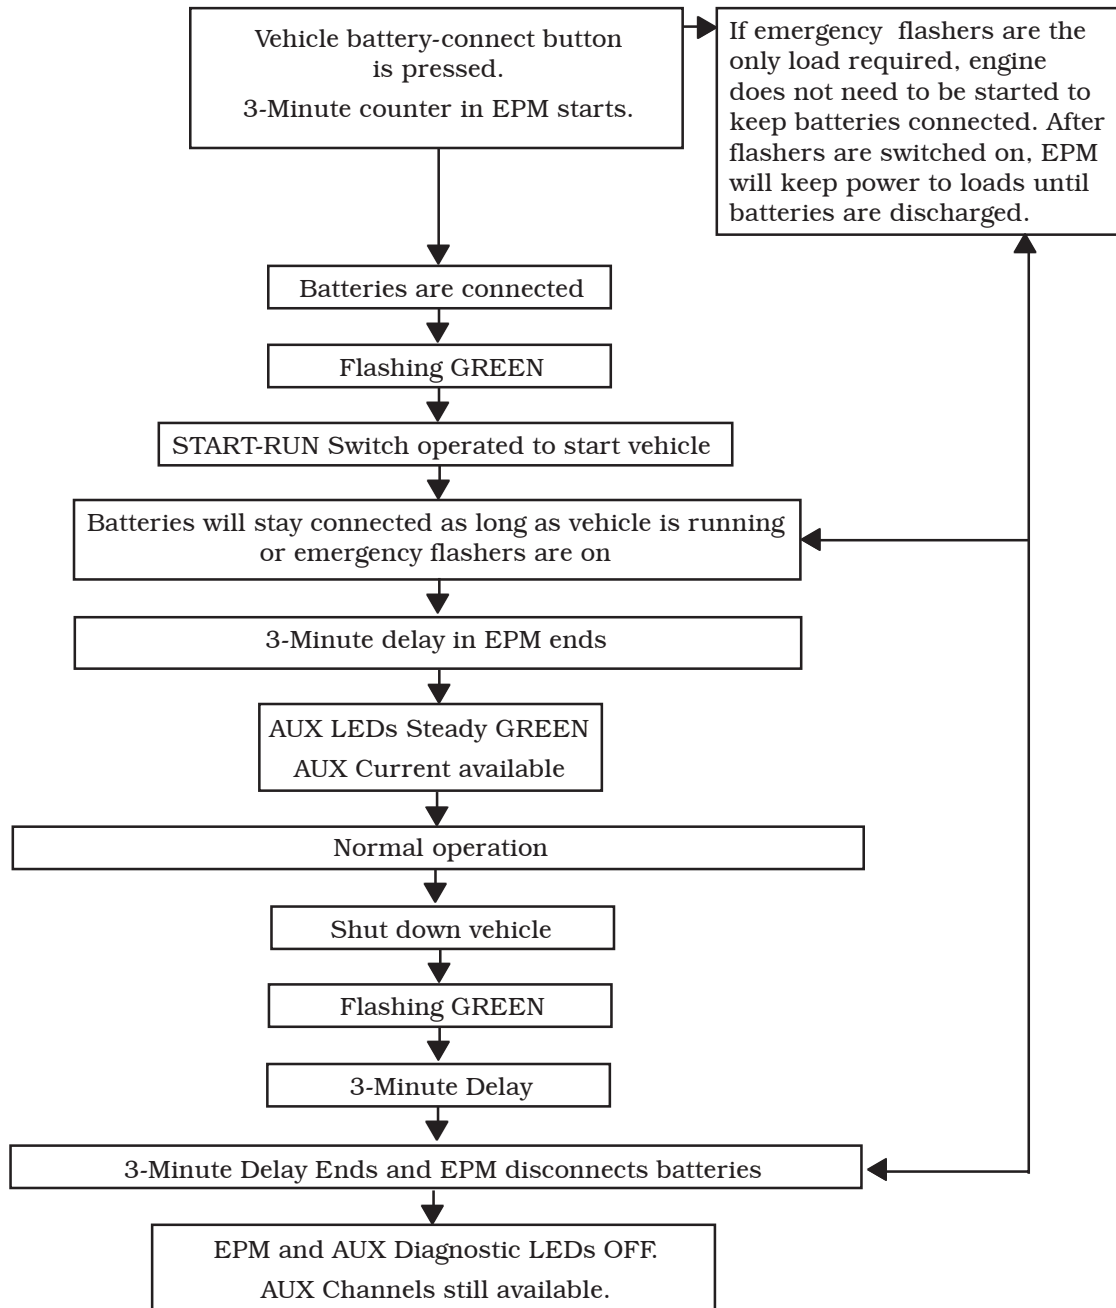 Vehicle battery-connect button
is pressed.
3-Minute counter in EPM starts.
If emergency flashers are the
only load required, engine
does not need to be started to
keep batteries connected. After
flashers are switched on, EPM
will keep power to loads until
batteries are discharged.
Batteries are connected
Flashing GREEN
START-RUN Switch operated to start vehicle
Batteries will stay connected as long as vehicle is running
or emergency flashers are on
3-Minute delay in EPM ends
AUX LEDs Steady GREEN
AUX Current available
Normal operation
Shut down vehicle
Flashing GREEN
3-Minute Delay
3-Minute Delay Ends and EPM disconnects batteries
EPM and AUX Diagnostic LEDs OFF.
AUX Channels still available.